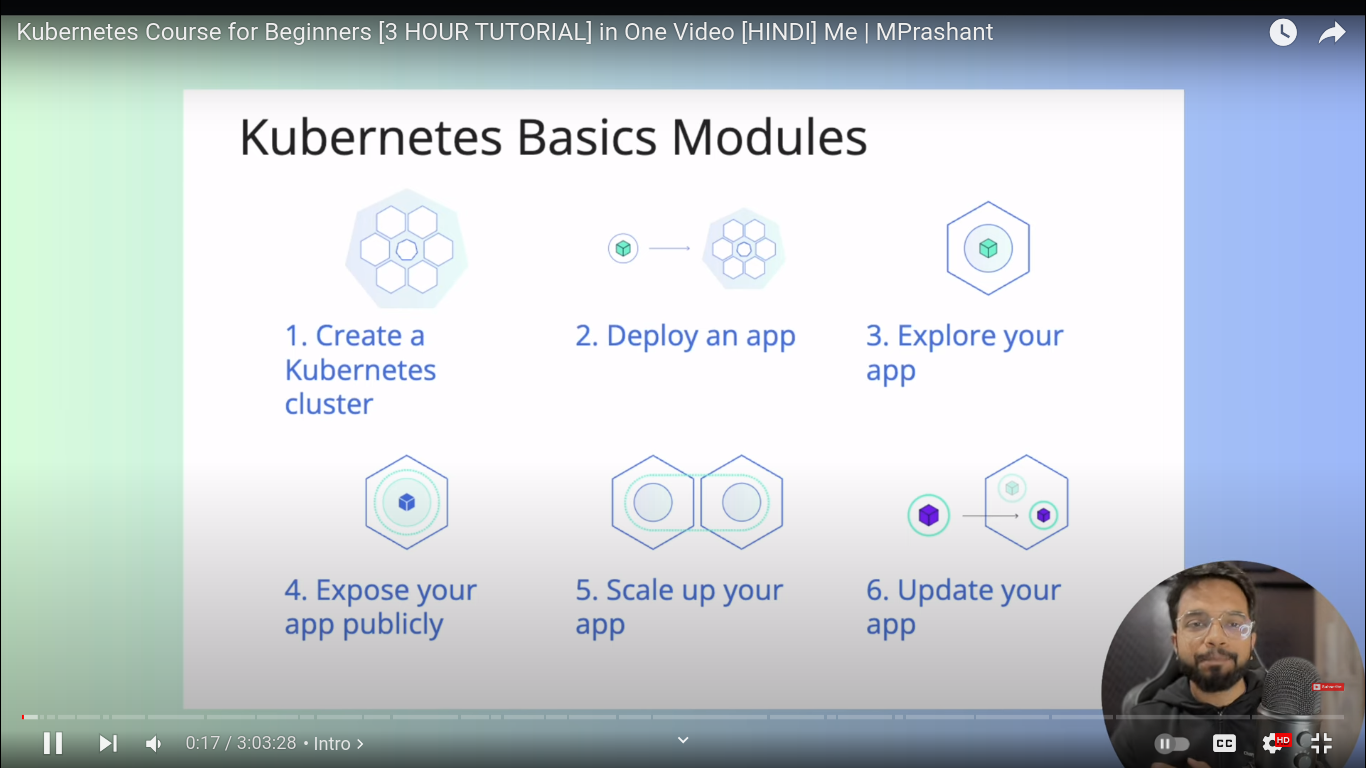 Kubernetes Course for Beginners [3 HOUR TUTORIAL] in One Video [HINDI] Me | MPrashant
Kubernetes Basics Modules
1. Create a
Kubernetes
cluster
2. Deploy an app
3. Explore your
app
4. Expose your
app publicly
5. Scale up your
app
6. Update your
app
Subscribe
0:17 / 3:03:28 • Intro >
CC
HD